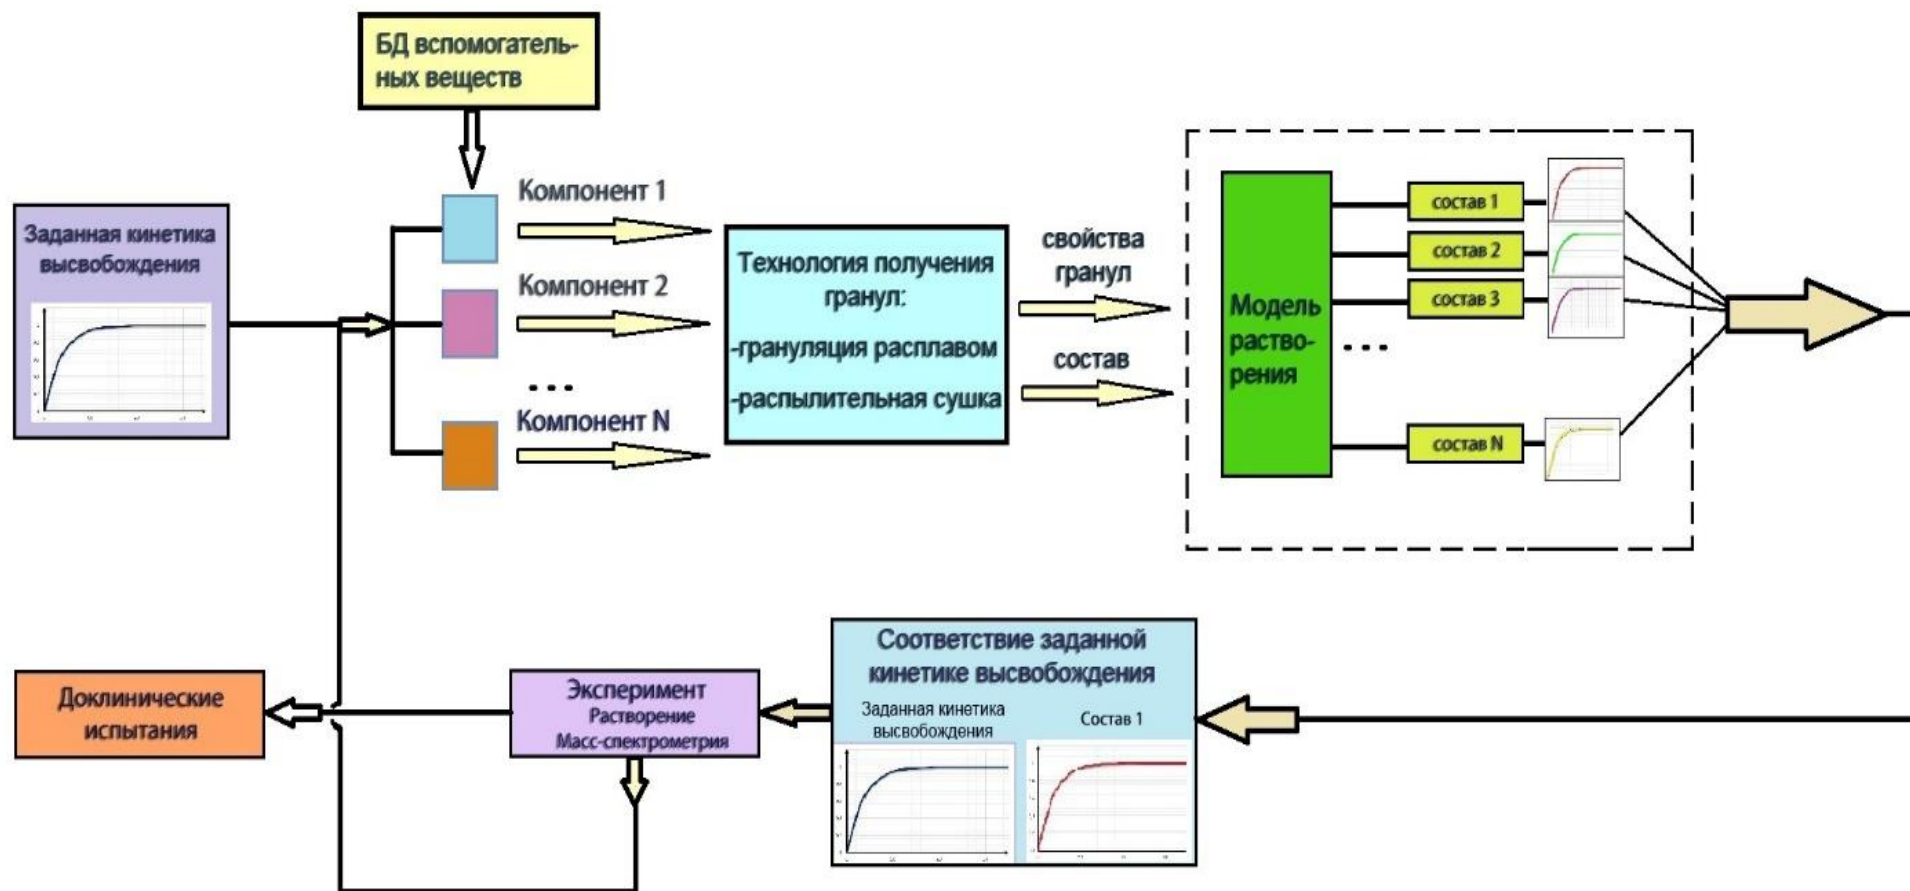 БД вспомогатель-
ных веществ
Заданная кинетика
высвобождения
Компонент 1
Компонент 2
...
Компонент N
Технология получения
гранул:
-грануляция расплавом
-распылительная сушка
свойства
гранул
состав
Модель
раство-
рения
состав 1
состав 2
состав 3
...
состав N
Соответствие заданной
кинетике высвобождения
Заданная кинетика
высвобождения
Состав 1
Эксперимент
Растворение
Масс-спектрометрия
Доклинические
испытания